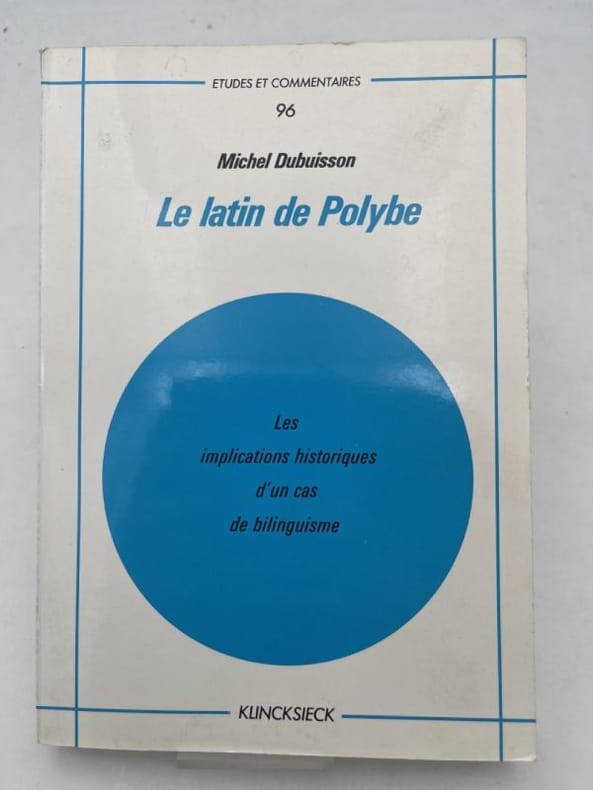 ETUDES ET COMMENTAIRES
96
Michel Dubuisson
Le latin de Polybe
Les
implications historiques
d'un cas
de bilinguisme
KLINCKSIECK